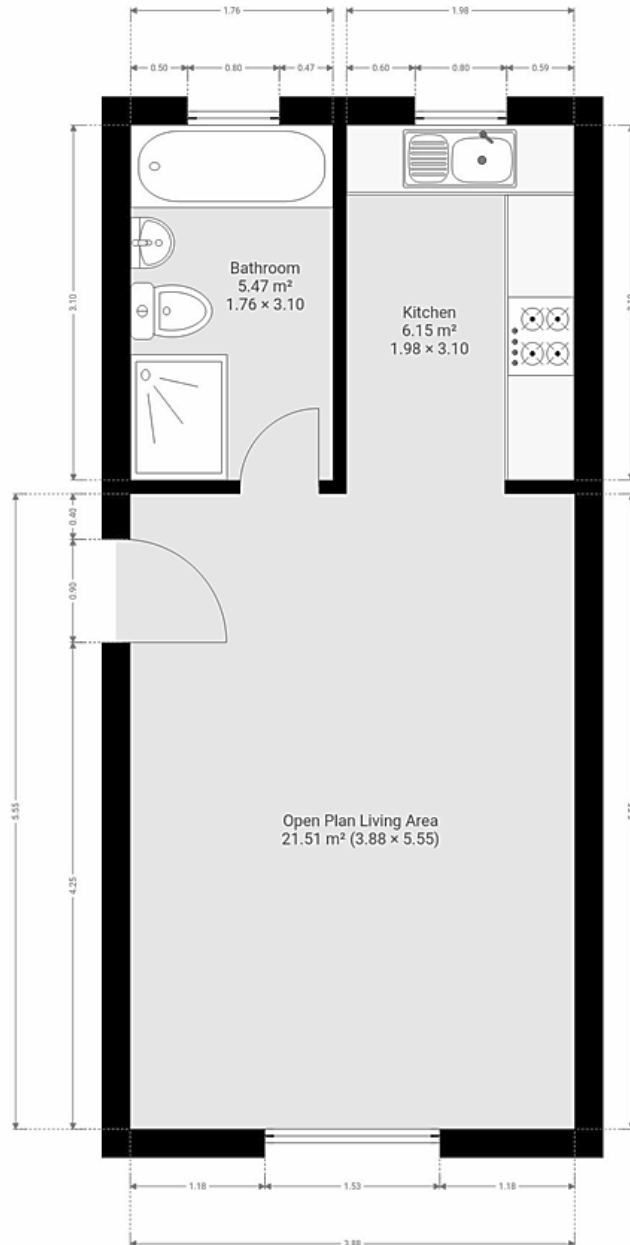 1.76
1.98
0.50
0.80
0.47
0.60
0.80
0.59
3.10
Bathroom
5.47 m²
1.76 × 3.10
Kitchen
6.15 m²
1.98 × 3.10
0.40
0.90
5.55
4.25
Open Plan Living Area
21.51 m² (3.88 × 5.55)
1.18
1.53
1.18
3.88